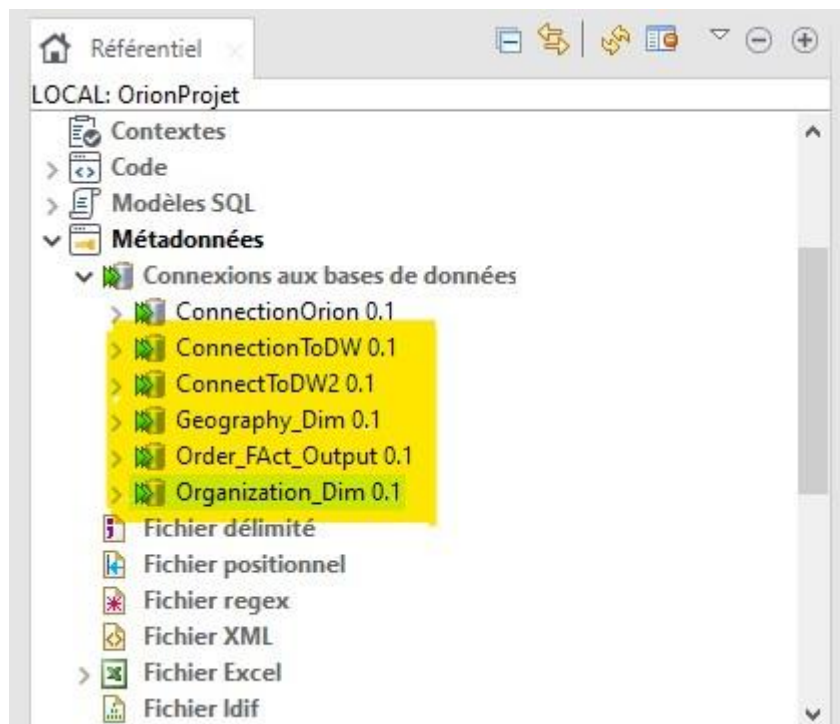 Référentiel
LOCAL: OrionProjet
Contextes
Code
Modèles SQL
Métadonnées
Connexions aux bases de données
ConnectionOrion 0.1
ConnectionToDW 0.1
ConnectToDW2 0.1
Geography_Dim 0.1
Order_FAct_Output 0.1
Organization_Dim 0.1
Fichier délimité
Fichier positionnel
Fichier regex
Fichier XML
Fichier Excel
Fichier ldif